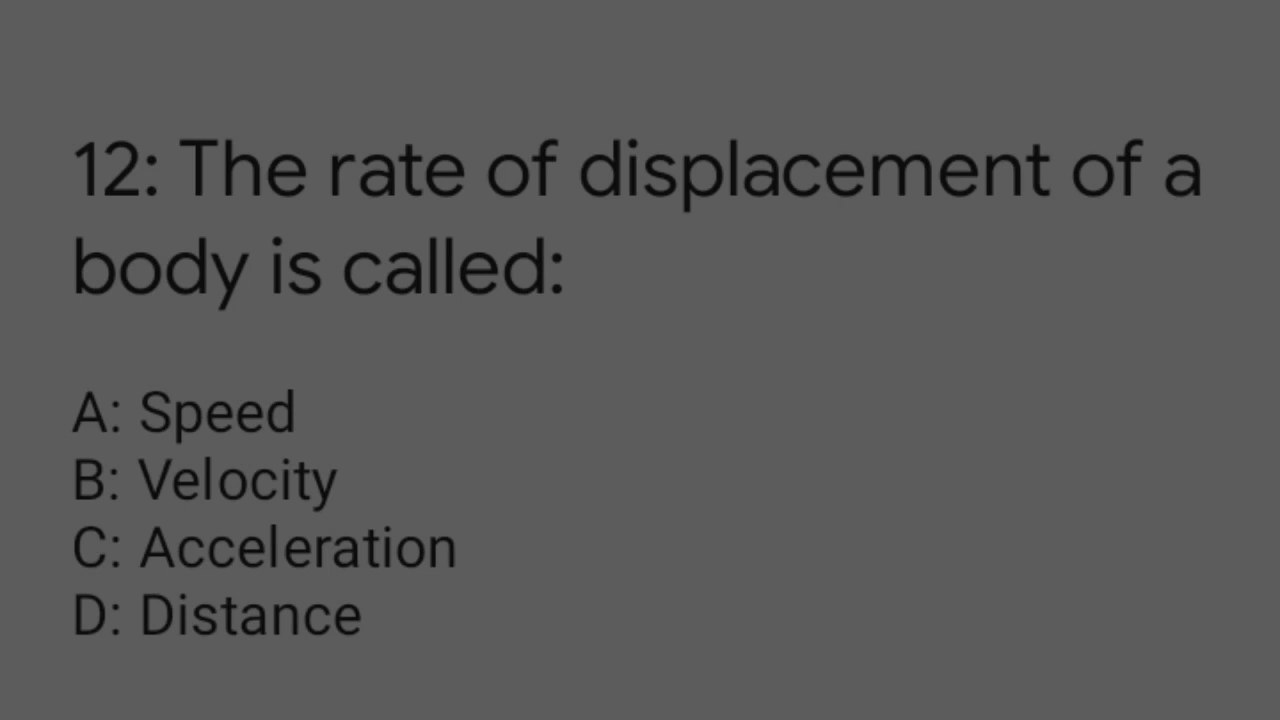 12: The rate of displacement of a
body is called:
A: Speed
B: Velocity
C: Acceleration
D: Distance